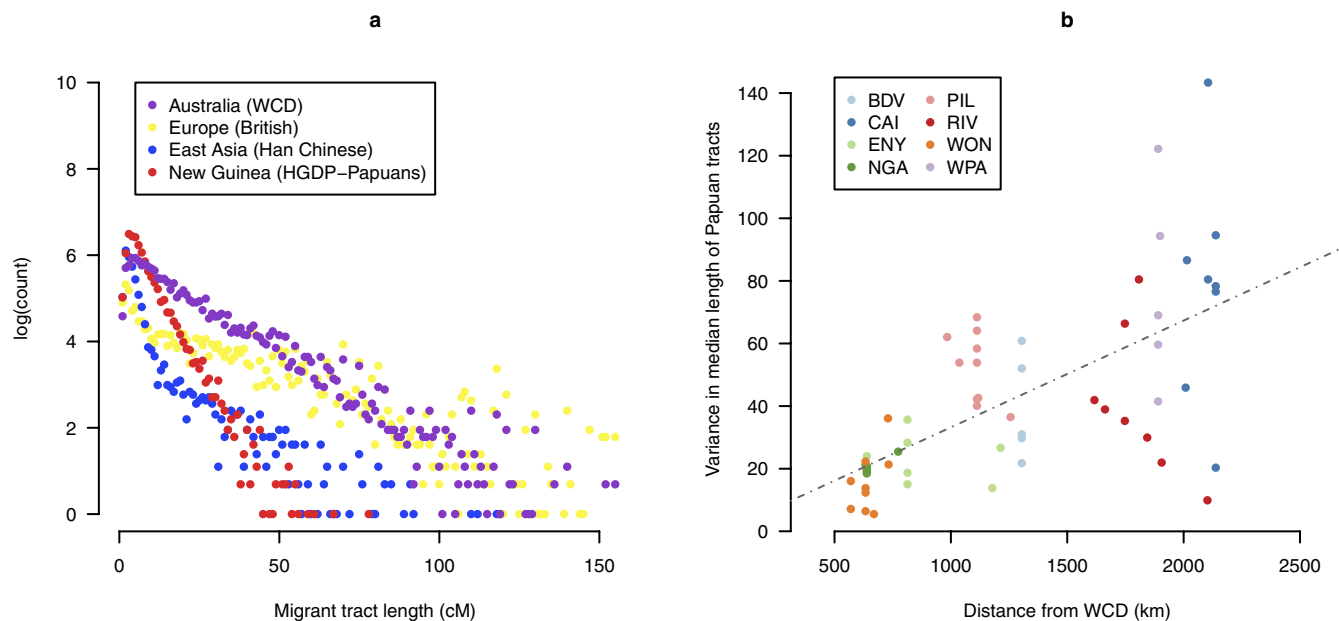 a
10
8
6
4
2
0
log(count)
Australia (WCD)
Europe (British)
East Asia (Han Chinese)
New Guinea (HGDP−Papuans)
0 50 100 150
Migrant tract length (cM)
b
140
120
100
80
60
40
20
0
Variance in median length of Papuan tracts
BDV PIL
CAI RIV
ENY WON
NGA WPA
500 1000 1500 2000 2500
Distance from WCD (km)